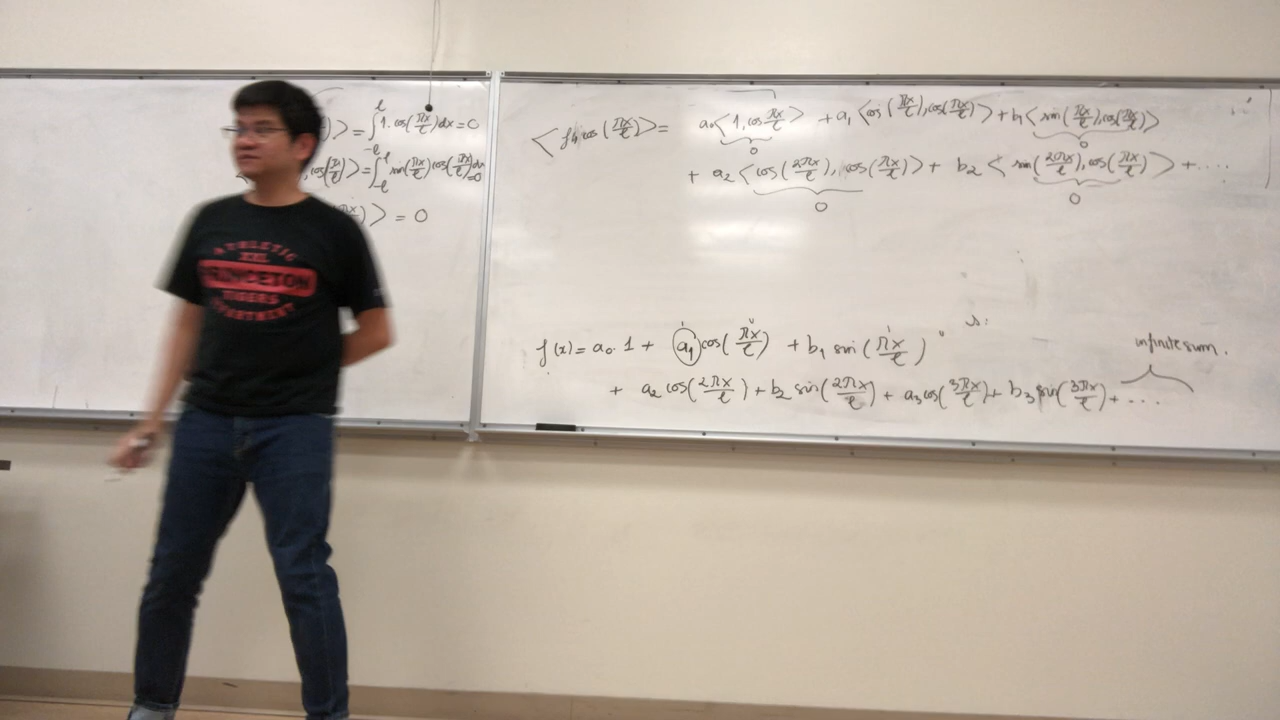 ⟩ = ∫_{-l}^{l} 1. cos(πx/l) dx = 0
, cos(πx/l)⟩ = ∫_{-l}^{l} sin(πx/l) cos(πx/l) dx = 0
⟩ = 0
ATHLETIC
XXL
PRINCETON
TIGERS
DEPARTMENT
cos(πx/l)⟩ = a₀⟨1, cos πx/l⟩ + a₁⟨cos(πx/l), cos(πx/l)⟩ + b₁⟨sin(πx/l), cos(πx/l)⟩
0 0
+ a₂⟨cos(2πx/l), cos(πx/l)⟩ + b₂⟨sin(2πx/l), cos(πx/l)⟩ + ....
0 0
f(x) = a₀. 1 + a₁ cos(πx/l) + b₁ sin(πx/l)
infinite sum.
+ a₂ cos(2πx/l) + b₂ sin(2πx/l) + a₃ cos(3πx/l) + b₃ sin(3πx/l) + ...